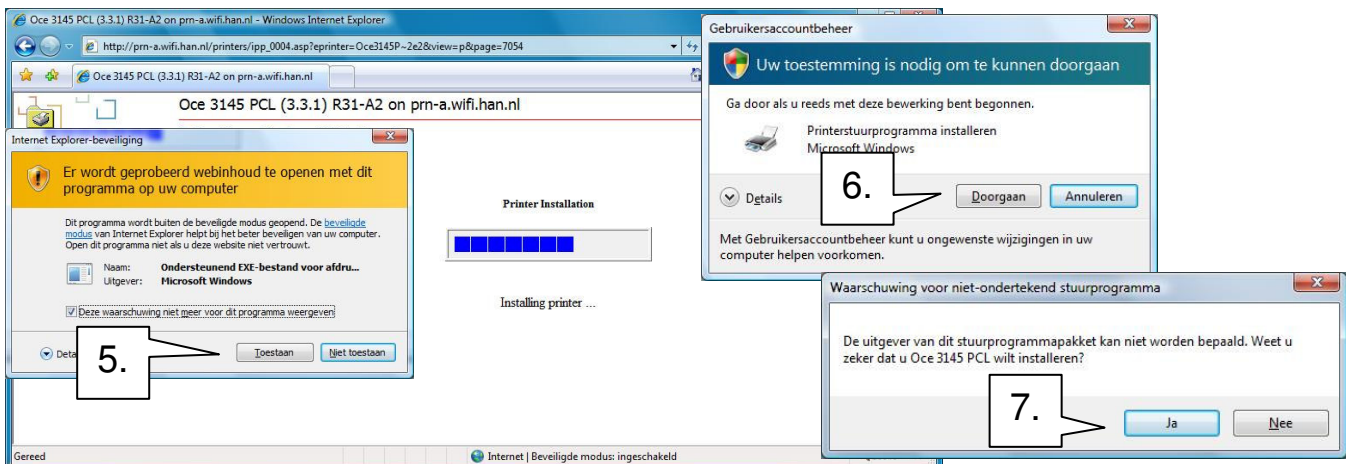 Oce 3145 PCL (3.3.1) R31-A2 on prn-a.wifi.han.nl - Windows Internet Explorer
http://prn-a.wifi.han.nl/printers/ipp_0004.asp?eprinter=Oce3145P~2e2&view=p&page=7054
Oce 3145 PCL (3.3.1) R31-A2 on prn-a.wifi.han.nl
Oce 3145 PCL (3.3.1) R31-A2 on prn-a.wifi.han.nl
Internet Explorer-beveiliging
Er wordt geprobeerd webinhoud te openen met dit
programma op uw computer
Dit programma wordt buiten de beveiligde modus geopend. De beveiligde
modus van Internet Explorer helpt bij het beter beveiligen van uw computer.
Open dit programma niet als u deze website niet vertrouwt.
Naam: Ondersteunend EXE-bestand voor afdru...
Uitgever: Microsoft Windows
Deze waarschuwing niet meer voor dit programma weergeven
5.
Toestaan
Niet toestaan
Printer Installation
Installing printer ...
Gereed
Internet | Beveiligde modus: ingeschakeld
Gebruikersaccountbeheer
Uw toestemming is nodig om te kunnen doorgaan
Ga door als u reeds met deze bewerking bent begonnen.
Printerstuurprogramma installeren
Microsoft Windows
6.
Details
Doorgaan
Annuleren
Met Gebruikersaccountbeheer kunt u ongewenste wijzigingen in uw
computer helpen voorkomen.
Waarschuwing voor niet-ondertekend stuurprogramma
De uitgever van dit stuurprogrammapakket kan niet worden bepaald. Weet u
zeker dat u Oce 3145 PCL wilt installeren?
7.
Ja
Nee